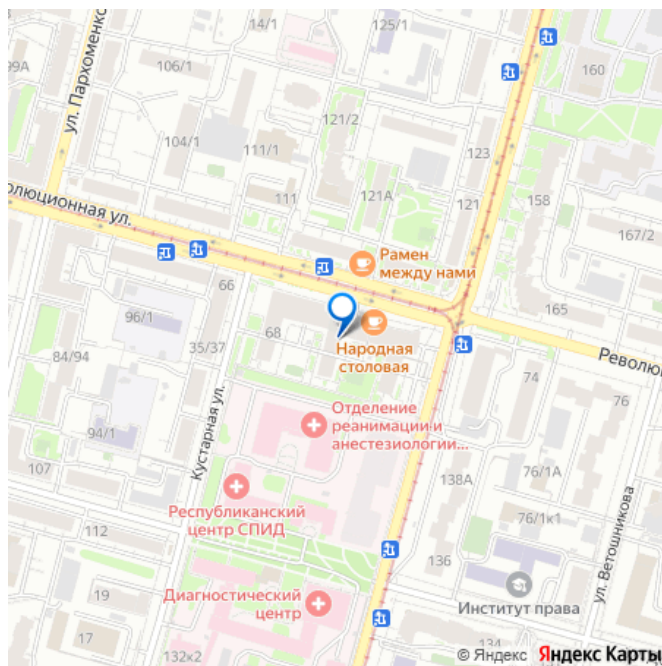 14/1
125/1
160
99А
ул. Пархоменко
106/1
121/2
104/1
111/1
123
111
121А
121
158
олюционная ул.
167/2
Рамен
между нами
66
165
96/1
68
Народная
столовая
35/37
84/94
74
Револю
76
Отделение
реанимации и
анестезиологии...
Кустарная ул.
94/1
107
138А
76/1А
Республиканский
центр СПИД
76/1к1
112
136
ул. Ветошникова
19
Диагностический
центр
Институт права
17
132к2
134
© Яндекс Яндекс Карты